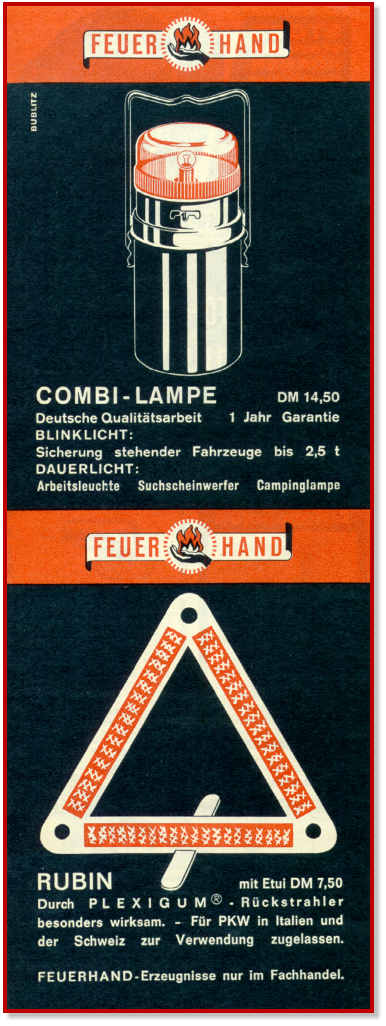 FEUER HAND
BUBLITZ
COMBI-LAMPE DM 14,50
Deutsche Qualitätsarbeit 1 Jahr Garantie
BLINKLICHT:
Sicherung stehender Fahrzeuge bis 2,5 t
DAUERLICHT:
Arbeitsleuchte Suchscheinwerfer Campinglampe
FEUER HAND
RUBIN mit Etui DM 7,50
Durch PLEXIGUM® - Rückstrahler
besonders wirksam. - Für PKW in Italien und
der Schweiz zur Verwendung zugelassen.
FEUERHAND-Erzeugnisse nur im Fachhandel.